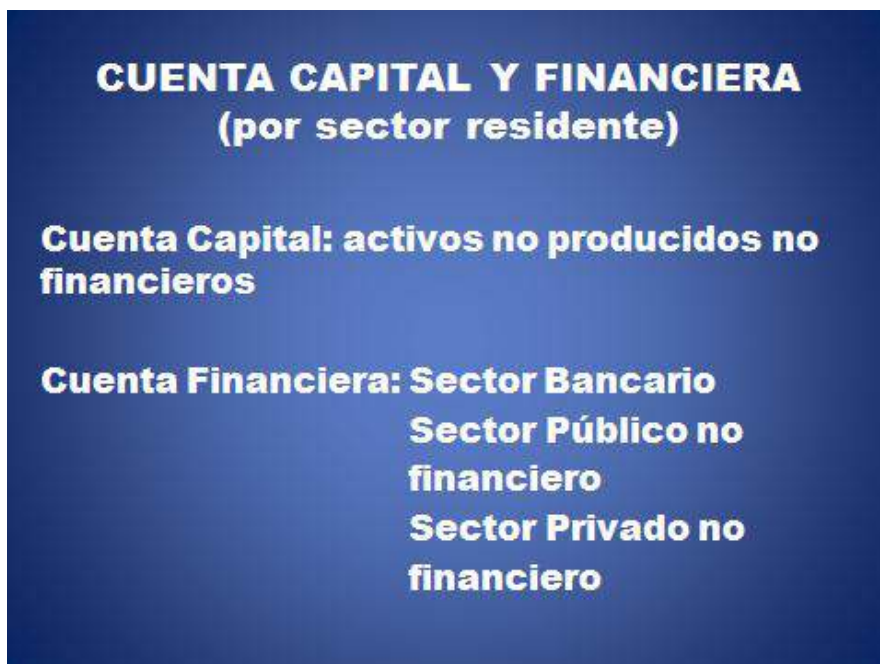 CUENTA CAPITAL Y FINANCIERA
(por sector residente)
Cuenta Capital: activos no producidos no
financieros
Cuenta Financiera: Sector Bancario
Sector Público no
financiero
Sector Privado no
financiero